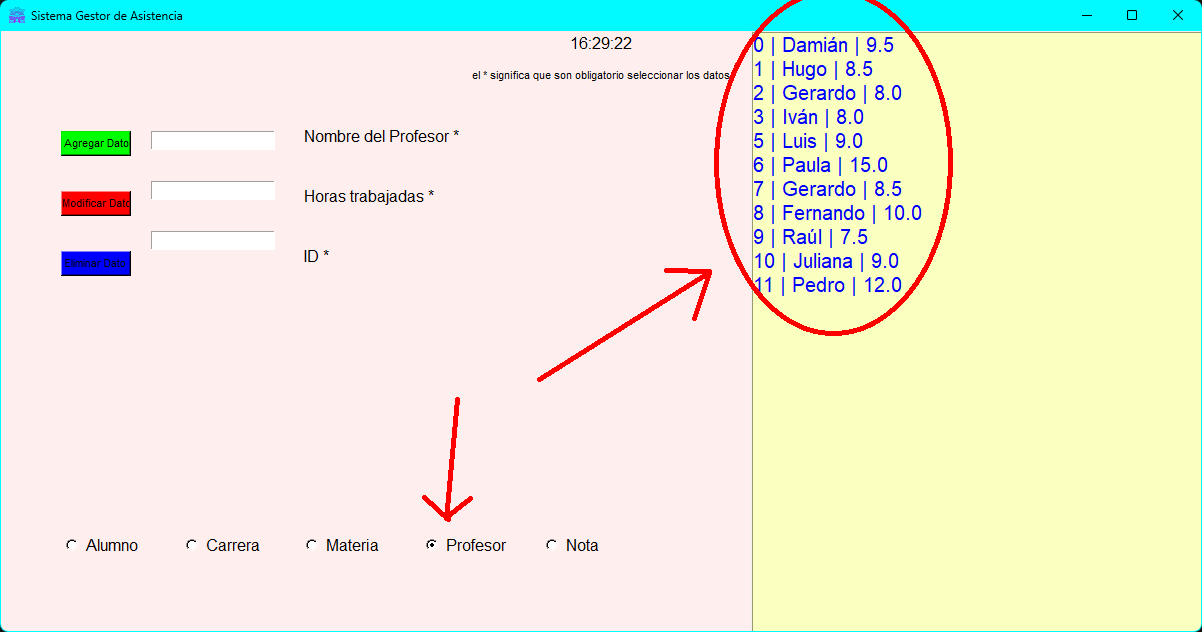 Sistema Gestor de Asistencia
16:29:22
el * significa que son obligatorio seleccionar los datos
Agregar Dato
Nombre del Profesor *
Modificar Dato
Horas trabajadas *
Eliminar Dato
ID *
Alumno
Carrera
Materia
Profesor
Nota
0 | Damián | 9.5
1 | Hugo | 8.5
2 | Gerardo | 8.0
3 | Iván | 8.0
5 | Luis | 9.0
6 | Paula | 15.0
7 | Gerardo | 8.5
8 | Fernando | 10.0
9 | Raúl | 7.5
10 | Juliana | 9.0
11 | Pedro | 12.0